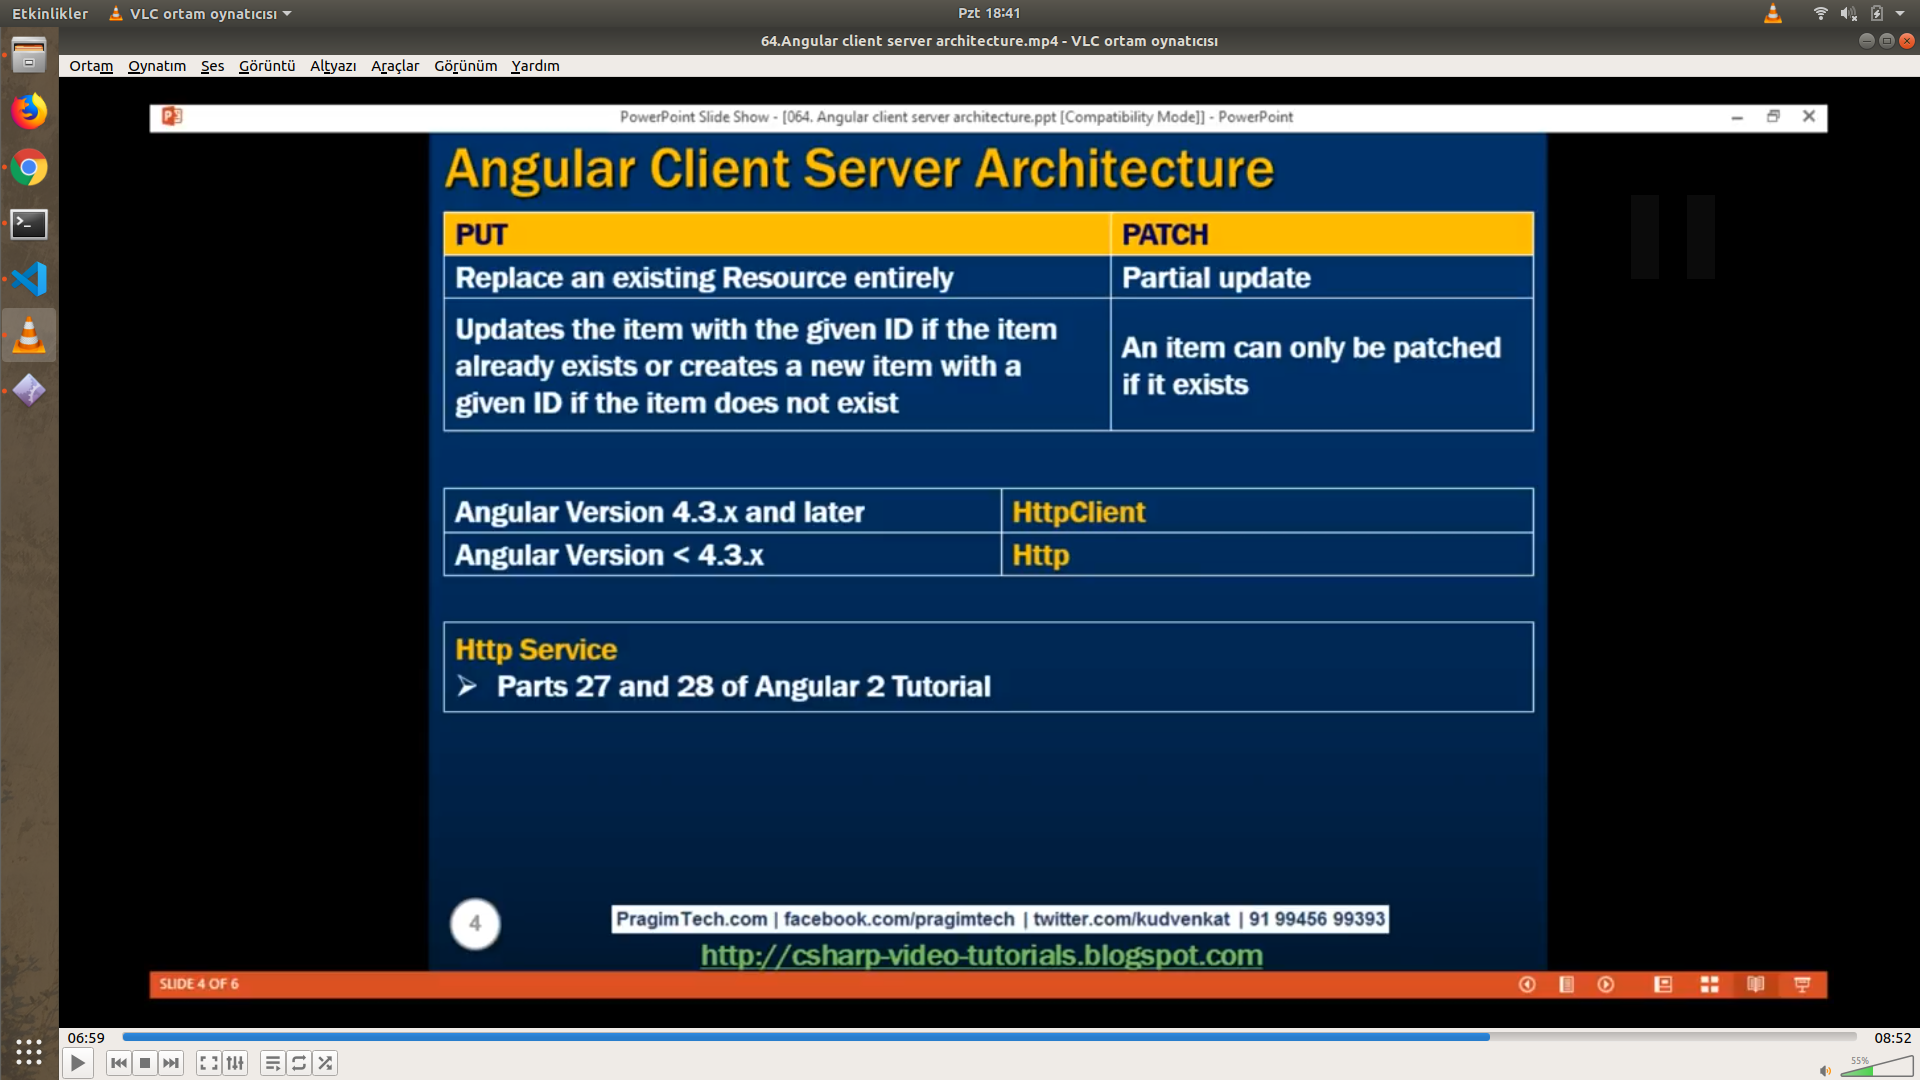 Etkinlikler
VLC ortam oynatıcısı
Pzt 18:41
64.Angular client server architecture.mp4 - VLC ortam oynatıcısı
Ortam Oynatım Ses Görüntü Altyazı Araçlar Görünüm Yardım
PowerPoint Slide Show - [064. Angular client server architecture.ppt [Compatibility Mode]] - PowerPoint
Angular Client Server Architecture
PUT
PATCH
Replace an existing Resource entirely
Partial update
Updates the item with the given ID if the item
already exists or creates a new item with a
given ID if the item does not exist
An item can only be patched
if it exists
Angular Version 4.3.x and later
HttpClient
Angular Version < 4.3.x
Http
Http Service
➢ Parts 27 and 28 of Angular 2 Tutorial
4
PragimTech.com | facebook.com/pragimtech | twitter.com/kudvenkat | 91 99456 99393
http://csharp-video-tutorials.blogspot.com
SLIDE 4 OF 6
06:59
08:52
55%